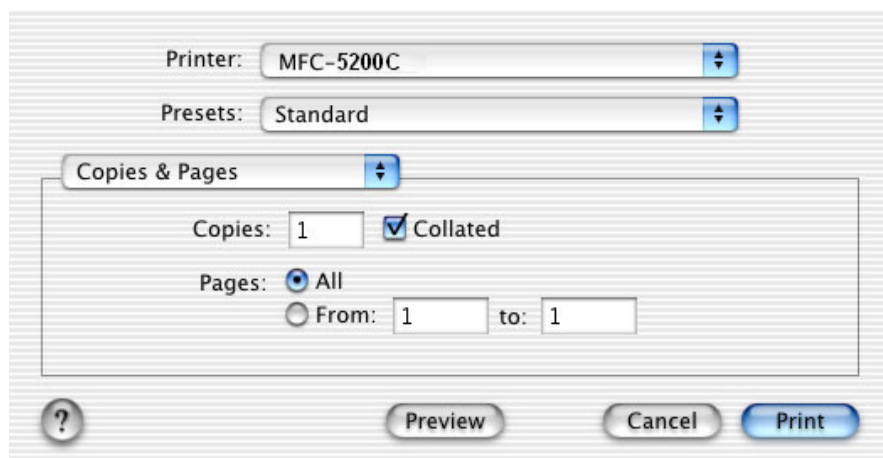 Printer: MFC-5200C
Presets: Standard
Copies & Pages
Copies: 1 Collated
Pages: All
From: 1 to: 1
? Preview Cancel Print